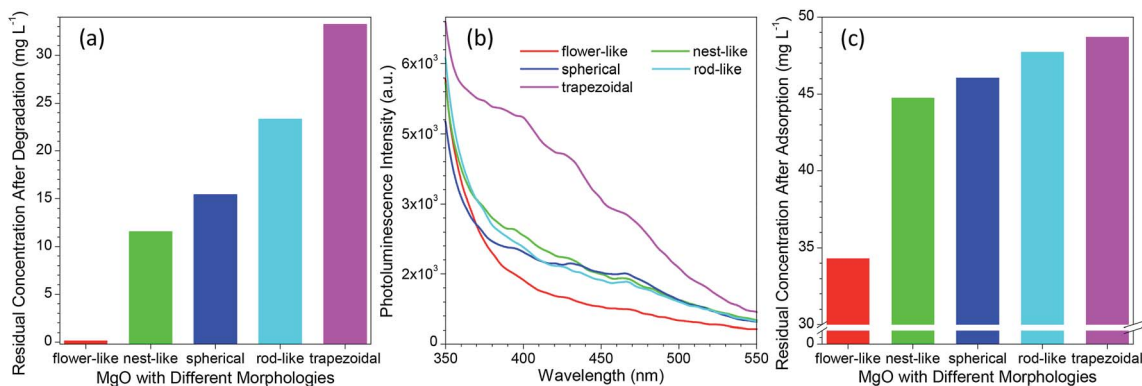 (a)
Residual Concentration After Degradation (mg L⁻¹)
33
29
25
20
15
10
5
0
flower-like nest-like spherical rod-like trapezoidal
MgO with Different Morphologies
(b)
flower-like nest-like
spherical rod-like
trapezoidal
Photoluminescence Intensity (a.u.)
6x10³
5x10³
3x10³
2x10³
0
350 400 450 500 550
Wavelength (nm)
(c)
Residual Concentration After Adsorption (mg L⁻¹)
50
45
40
35
30
0
flower-like nest-like spherical rod-like trapezoidal
MgO with Different Morphologies